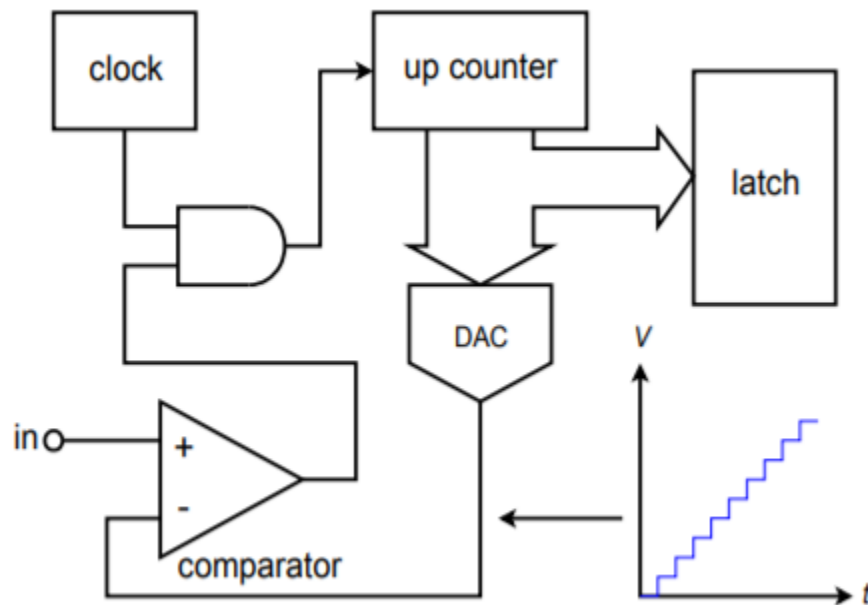 clock
up counter
latch
DAC
V
in
+
-
comparator
t